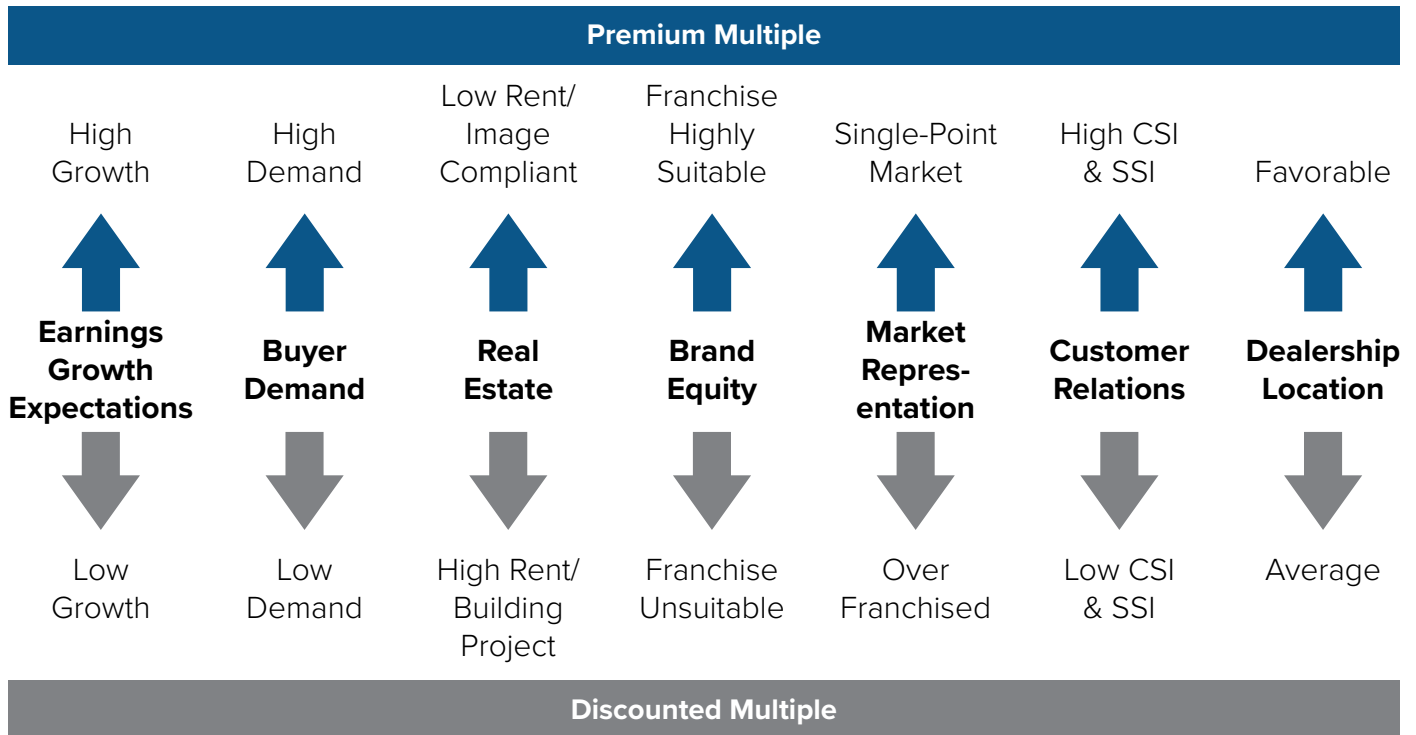 Premium Multiple
High
Growth
High
Demand
Low Rent/
Image
Compliant
Franchise
Highly
Suitable
Single-Point
Market
High CSI
& SSI
Favorable
Earnings
Growth
Expectations
Buyer
Demand
Real
Estate
Brand
Equity
Market
Repres-
entation
Customer
Relations
Dealership
Location
Low
Growth
Low
Demand
High Rent/
Building
Project
Franchise
Unsuitable
Over
Franchised
Low CSI
& SSI
Average
Discounted Multiple